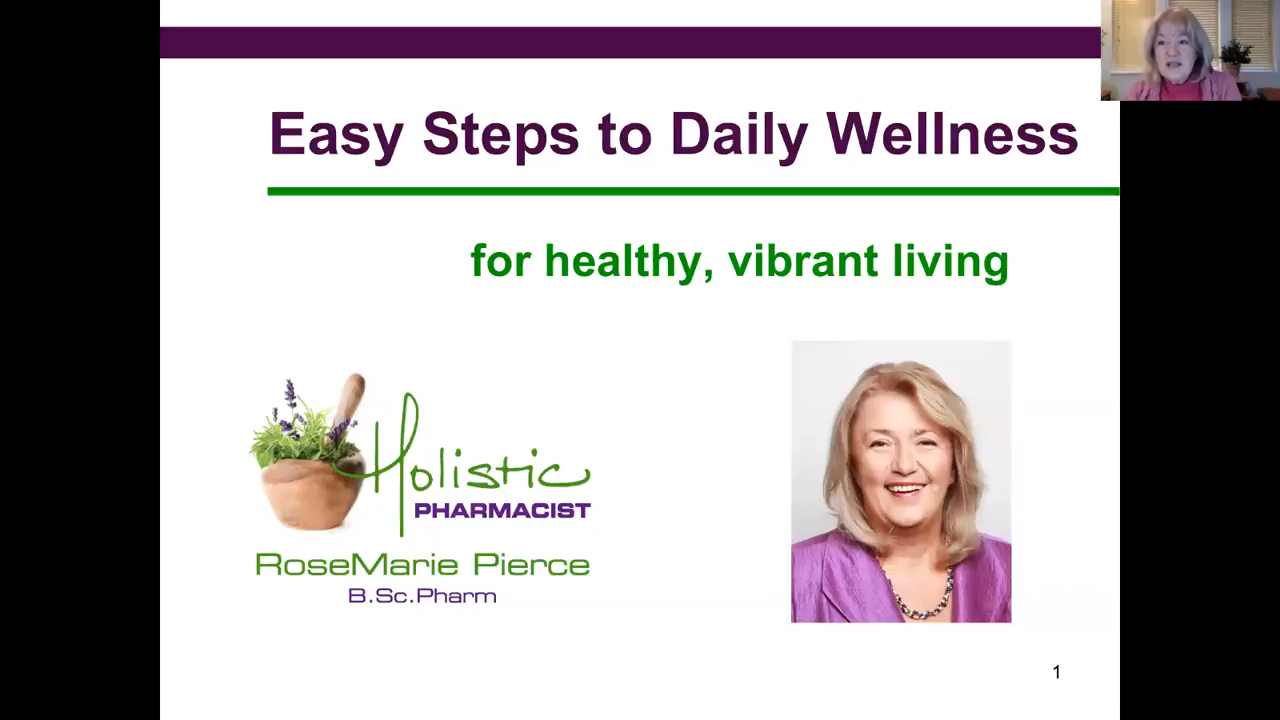 Easy Steps to Daily Wellness
for healthy, vibrant living
Holistic
PHARMACIST
RoseMarie Pierce
B.Sc.Pharm
1